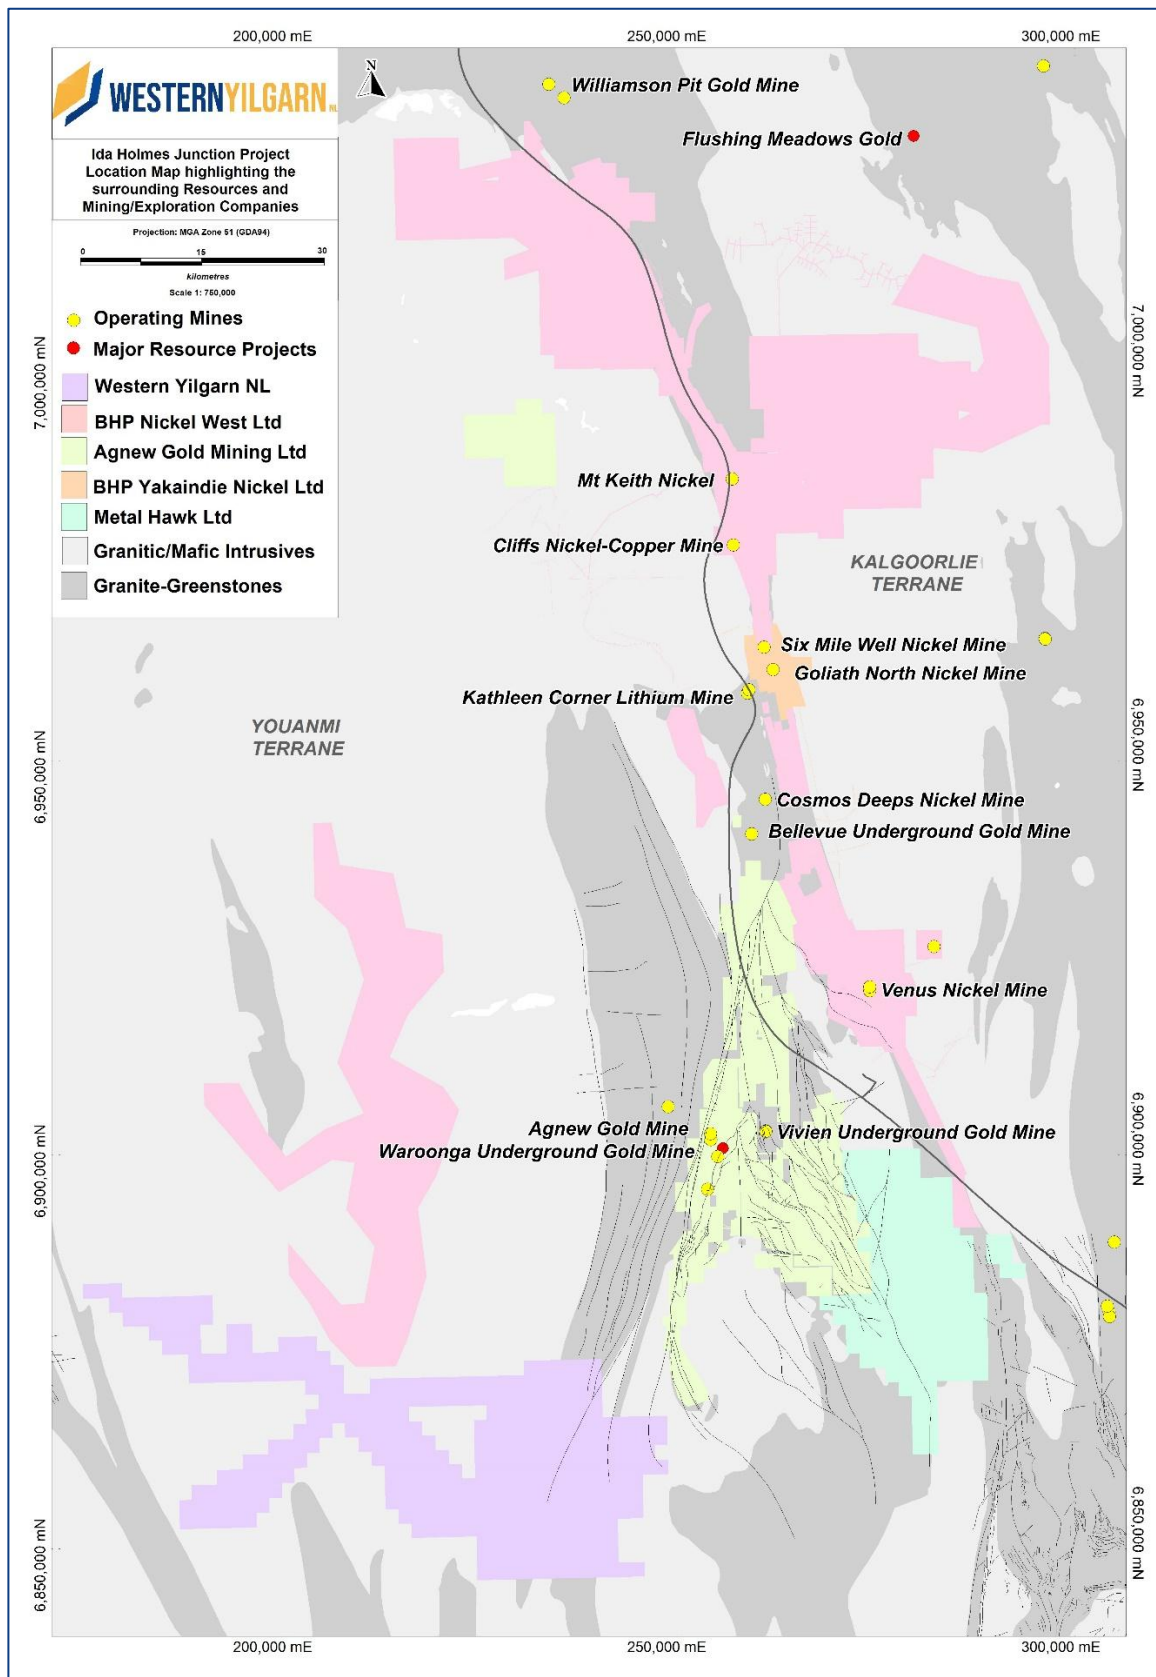 200,000 mE
250,000 mE
300,000 mE
WESTERNYILGARN NL
N
Ida Holmes Junction Project
Location Map highlighting the
surrounding Resources and
Mining/Exploration Companies
Projection: MGA Zone 51 (GDA94)
0 15 30
kilometres
Scale 1: 750,000
Operating Mines
Major Resource Projects
Western Yilgarn NL
BHP Nickel West Ltd
Agnew Gold Mining Ltd
BHP Yakaindie Nickel Ltd
Metal Hawk Ltd
Granitic/Mafic Intrusives
Granite-Greenstones
Williamson Pit Gold Mine
Flushing Meadows Gold
7,000,000 mN
7,000,000 mN
Mt Keith Nickel
Cliffs Nickel-Copper Mine
KALGOORLIE
TERRANE
Six Mile Well Nickel Mine
Goliath North Nickel Mine
Kathleen Corner Lithium Mine
YOUANMI
TERRANE
6,950,000 mN
6,950,000 mN
Cosmos Deeps Nickel Mine
Bellevue Underground Gold Mine
Venus Nickel Mine
Agnew Gold Mine
Vivien Underground Gold Mine
Waroonga Underground Gold Mine
6,900,000 mN
6,900,000 mN
6,850,000 mN
6,850,000 mN
200,000 mE
250,000 mE
300,000 mE